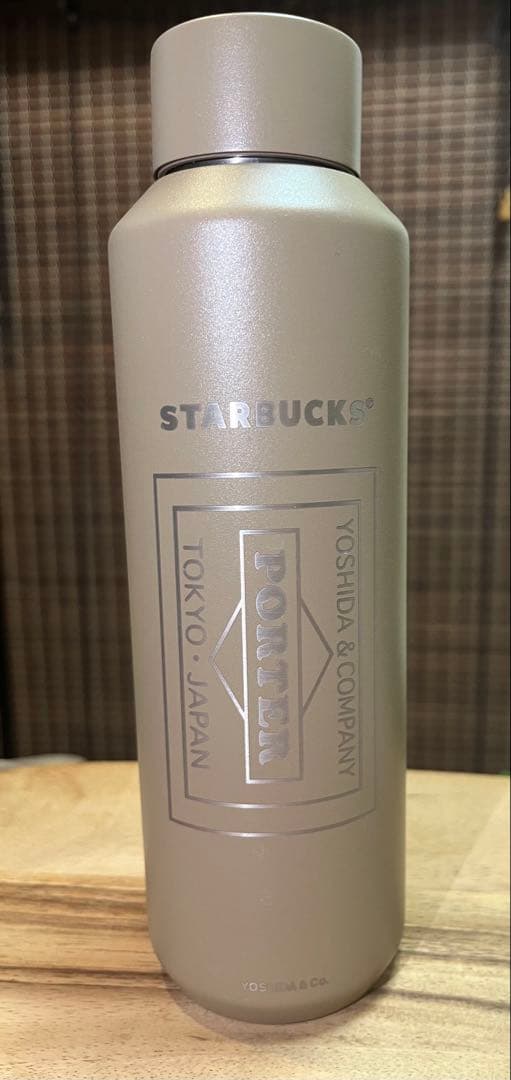 STARBUCKS®
YOSHIDA & COMPANY
PORTER
TOKYO • JAPAN
YOSHIDA & Co.